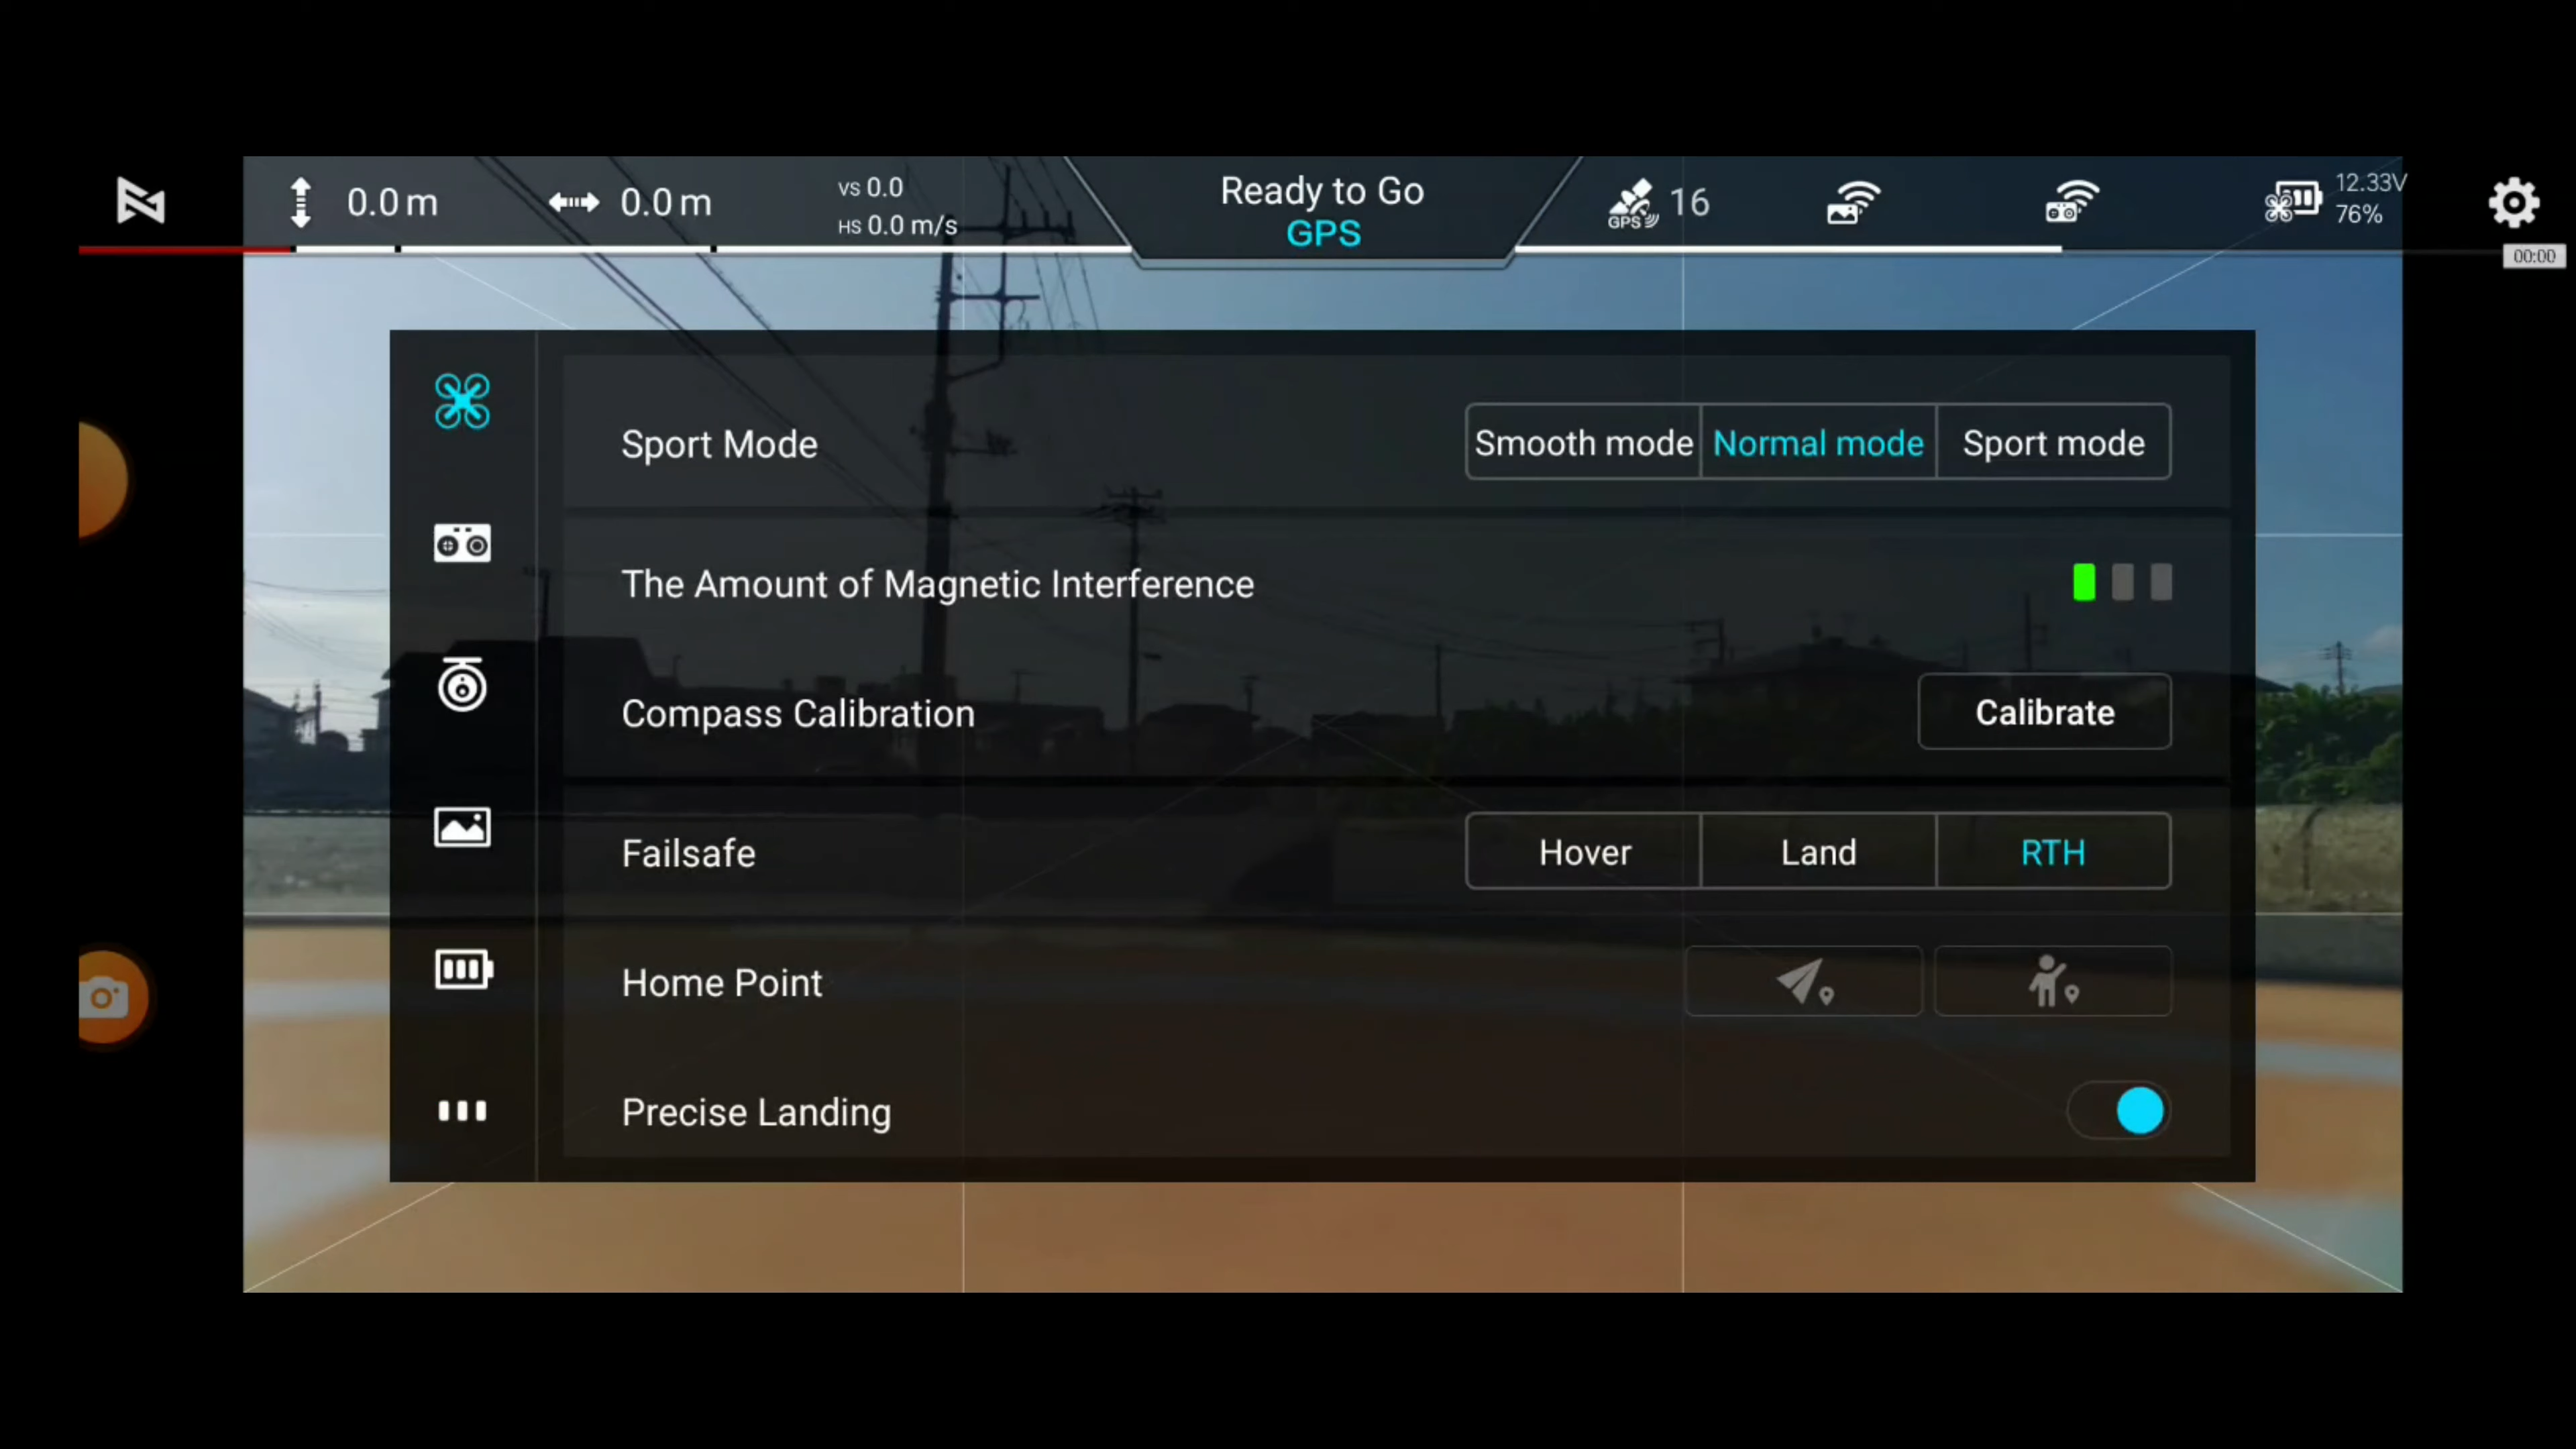 0.0 m
0.0 m
VS 0.0
HS 0.0 m/s
Ready to Go
GPS
GPS
16
12.33V
76%
00:00
Sport Mode
Smooth mode
Normal mode
Sport mode
The Amount of Magnetic Interference
Compass Calibration
Calibrate
Failsafe
Hover
Land
RTH
Home Point
Precise Landing